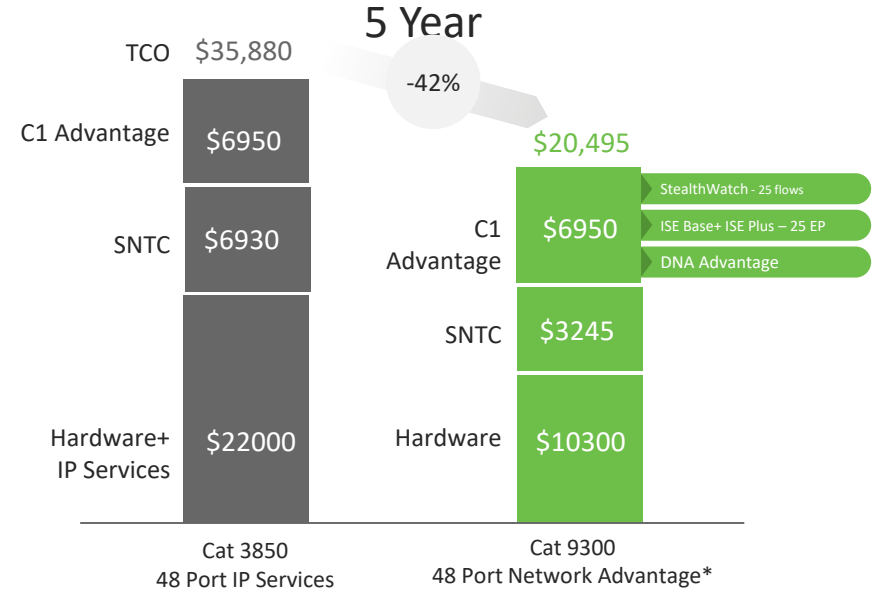 5 Year
TCO $35,880
-42%
C1 Advantage
$6950
$20,495
StealthWatch - 25 flows
ISE Base+ ISE Plus – 25 EP
DNA Advantage
C1
Advantage
$6950
SNTC
$6930
SNTC
$3245
Hardware+
IP Services
$22000
Hardware
$10300
Cat 3850
48 Port IP Services
Cat 9300
48 Port Network Advantage*